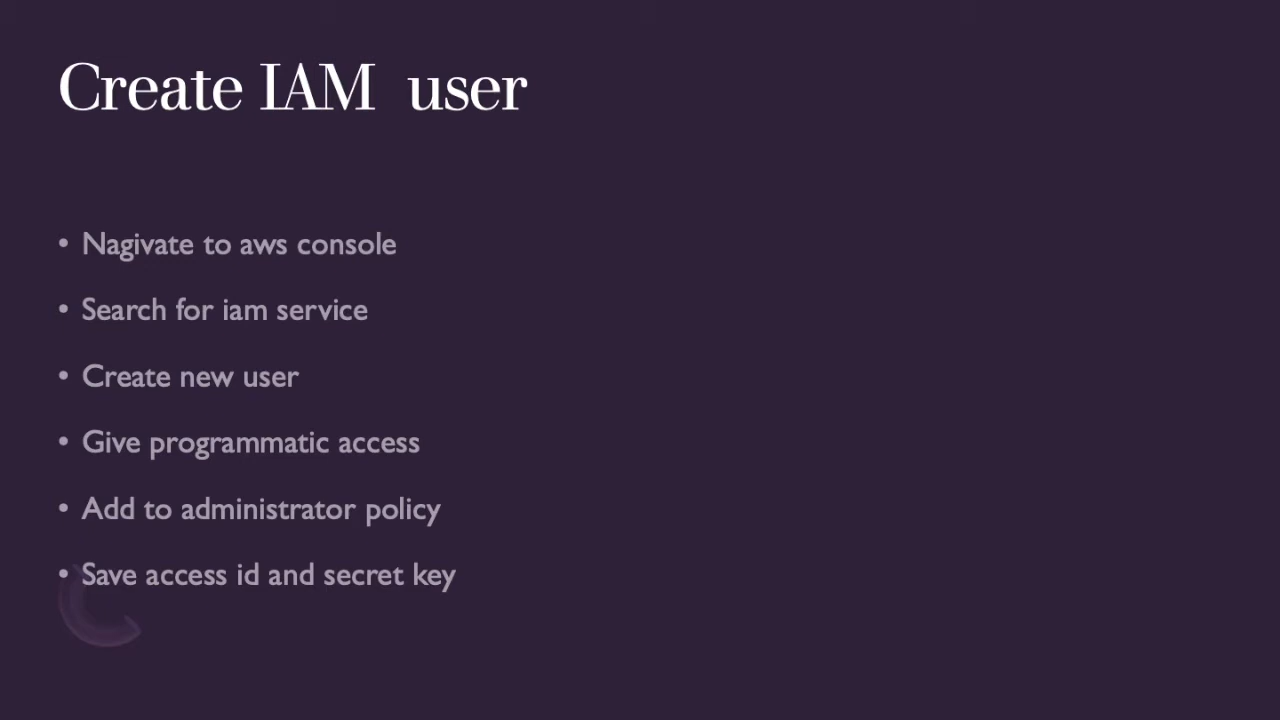 Create IAM  user
• Nagivate to aws console
• Search for iam service
• Create new user
• Give programmatic access
• Add to administrator policy
• Save access id and secret key